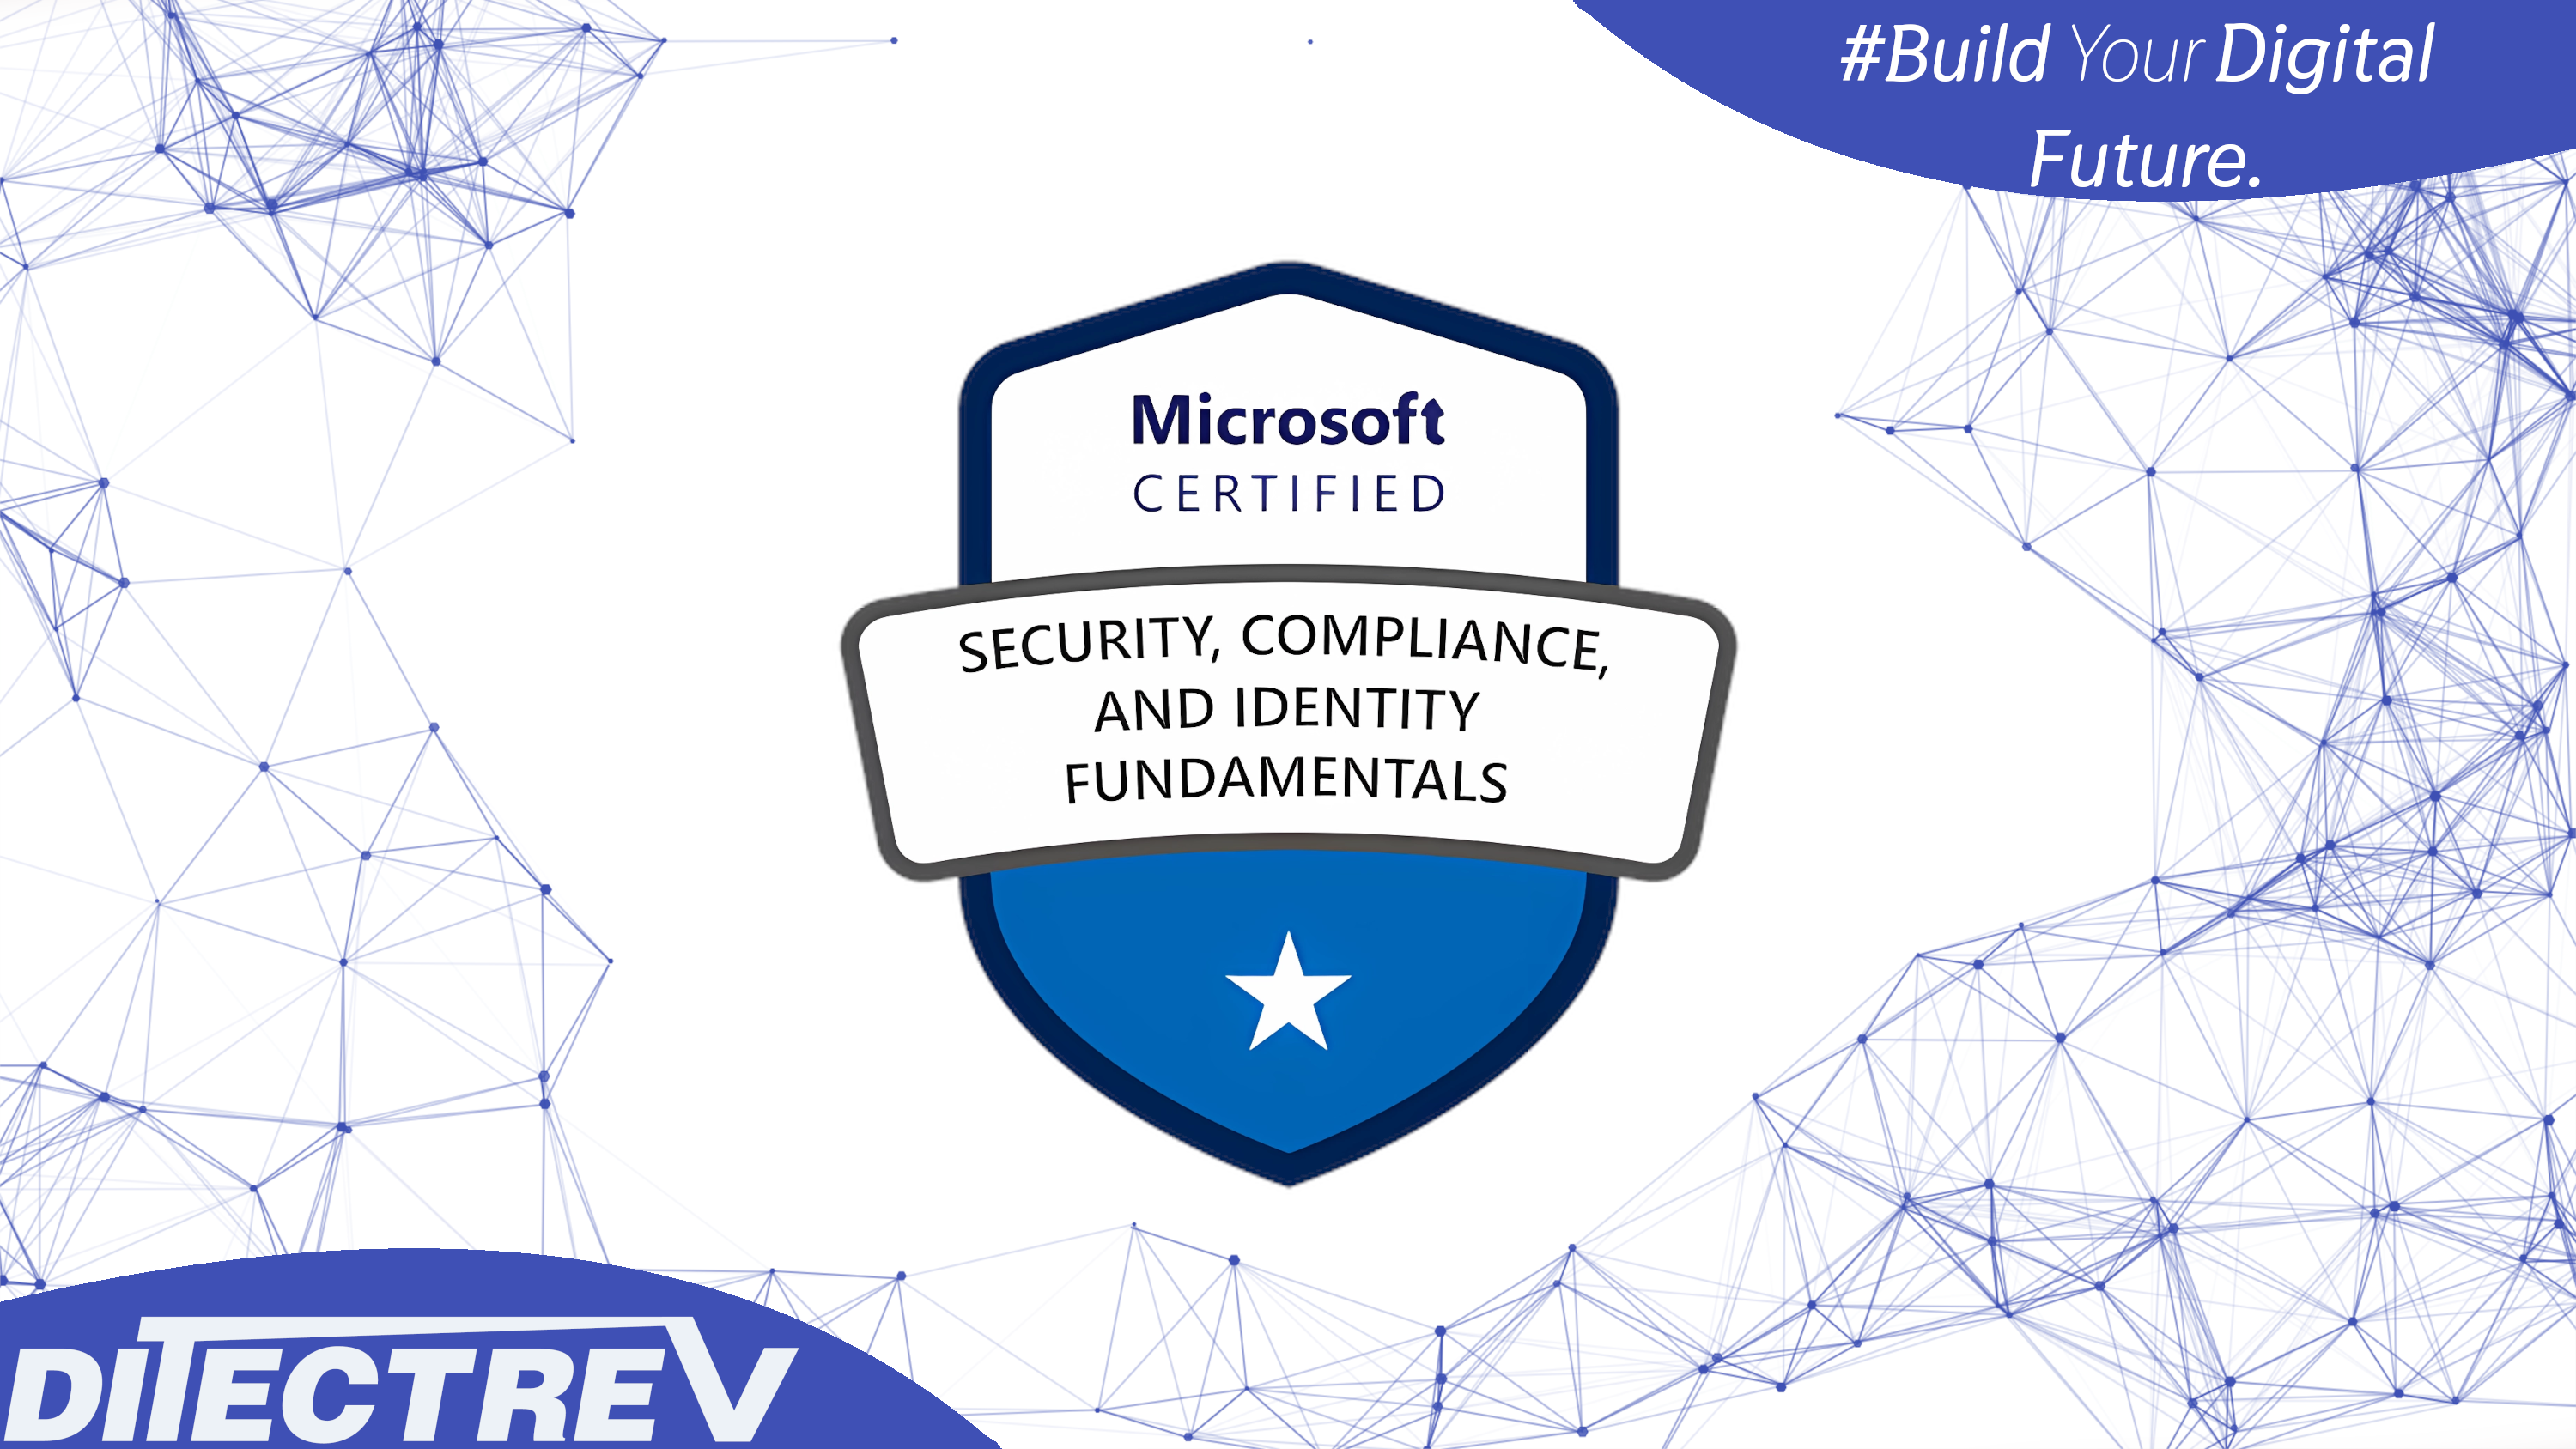 #Build Your Digital
Future.
Microsoft
CERTIFIED
SECURITY, COMPLIANCE,
AND IDENTITY
FUNDAMENTALS
DITECTREV